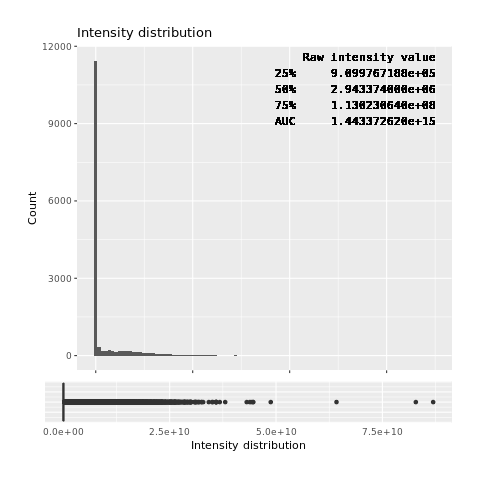 Intensity distribution
12000
9000
6000
3000
0
Count
Raw intensity value
25% 9.099767188e+05
50% 2.943374000e+06
75% 1.130230640e+08
AUC 1.443372620e+15
0.0e+00 2.5e+10 5.0e+10 7.5e+10
Intensity distribution